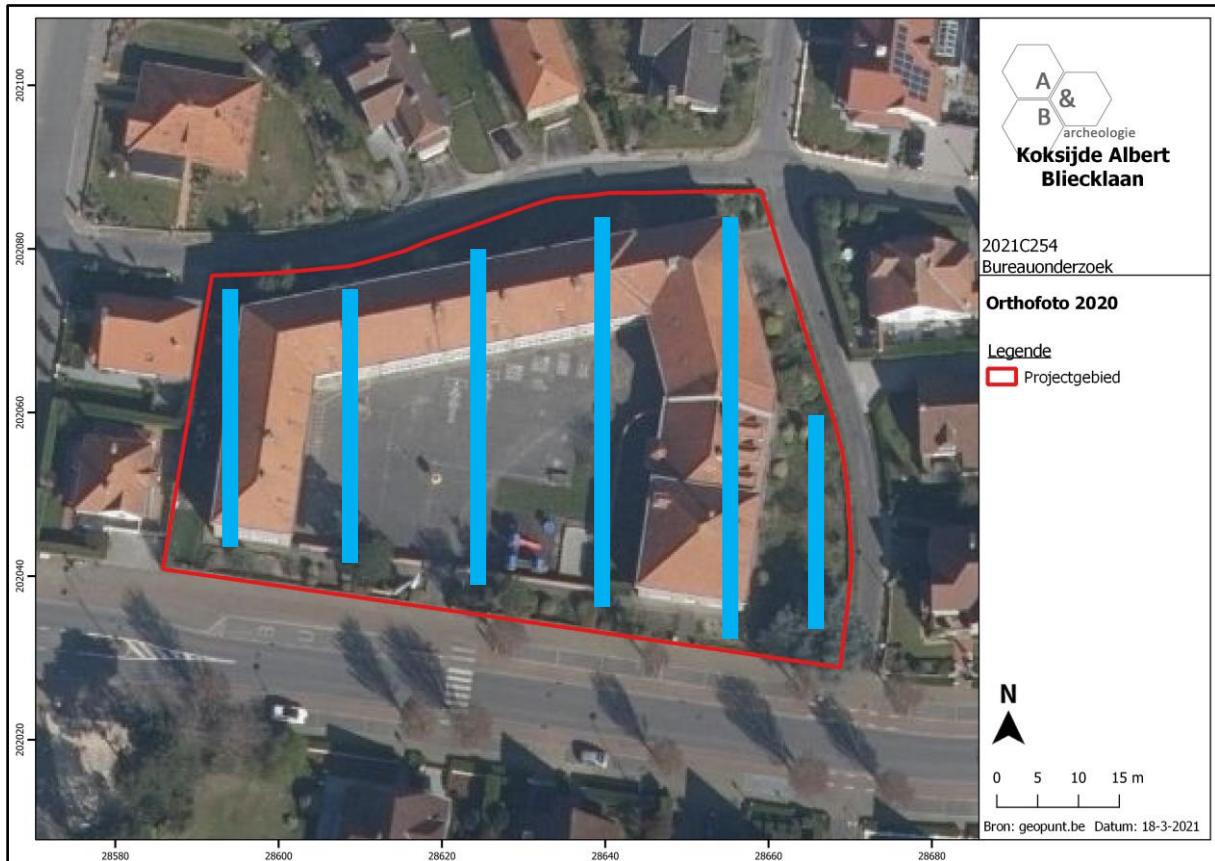 202100
202080
202060
202040
202020
28580
28600
28620
28640
28660
28680
A
&
B
archeologie
Koksijde Albert
Bliecklaan
2021C254
Bureauonderzoek
Orthofoto 2020
Legende
Projectgebied
N
0 5 10 15 m
Bron: geopunt.be Datum: 18-3-2021